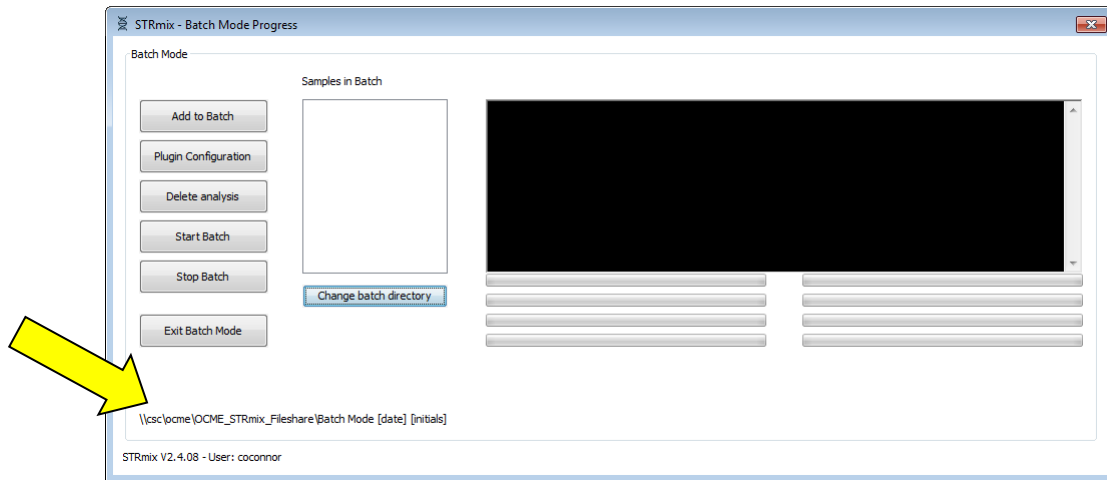 STRmix - Batch Mode Progress
Batch Mode
Samples in Batch
Add to Batch
Plugin Configuration
Delete analysis
Start Batch
Stop Batch
Change batch directory
Exit Batch Mode
\\csc\ocme\OCME_STRmix_Fileshare\Batch Mode [date] [initials]
STRmix V2.4.08 - User: coconnor